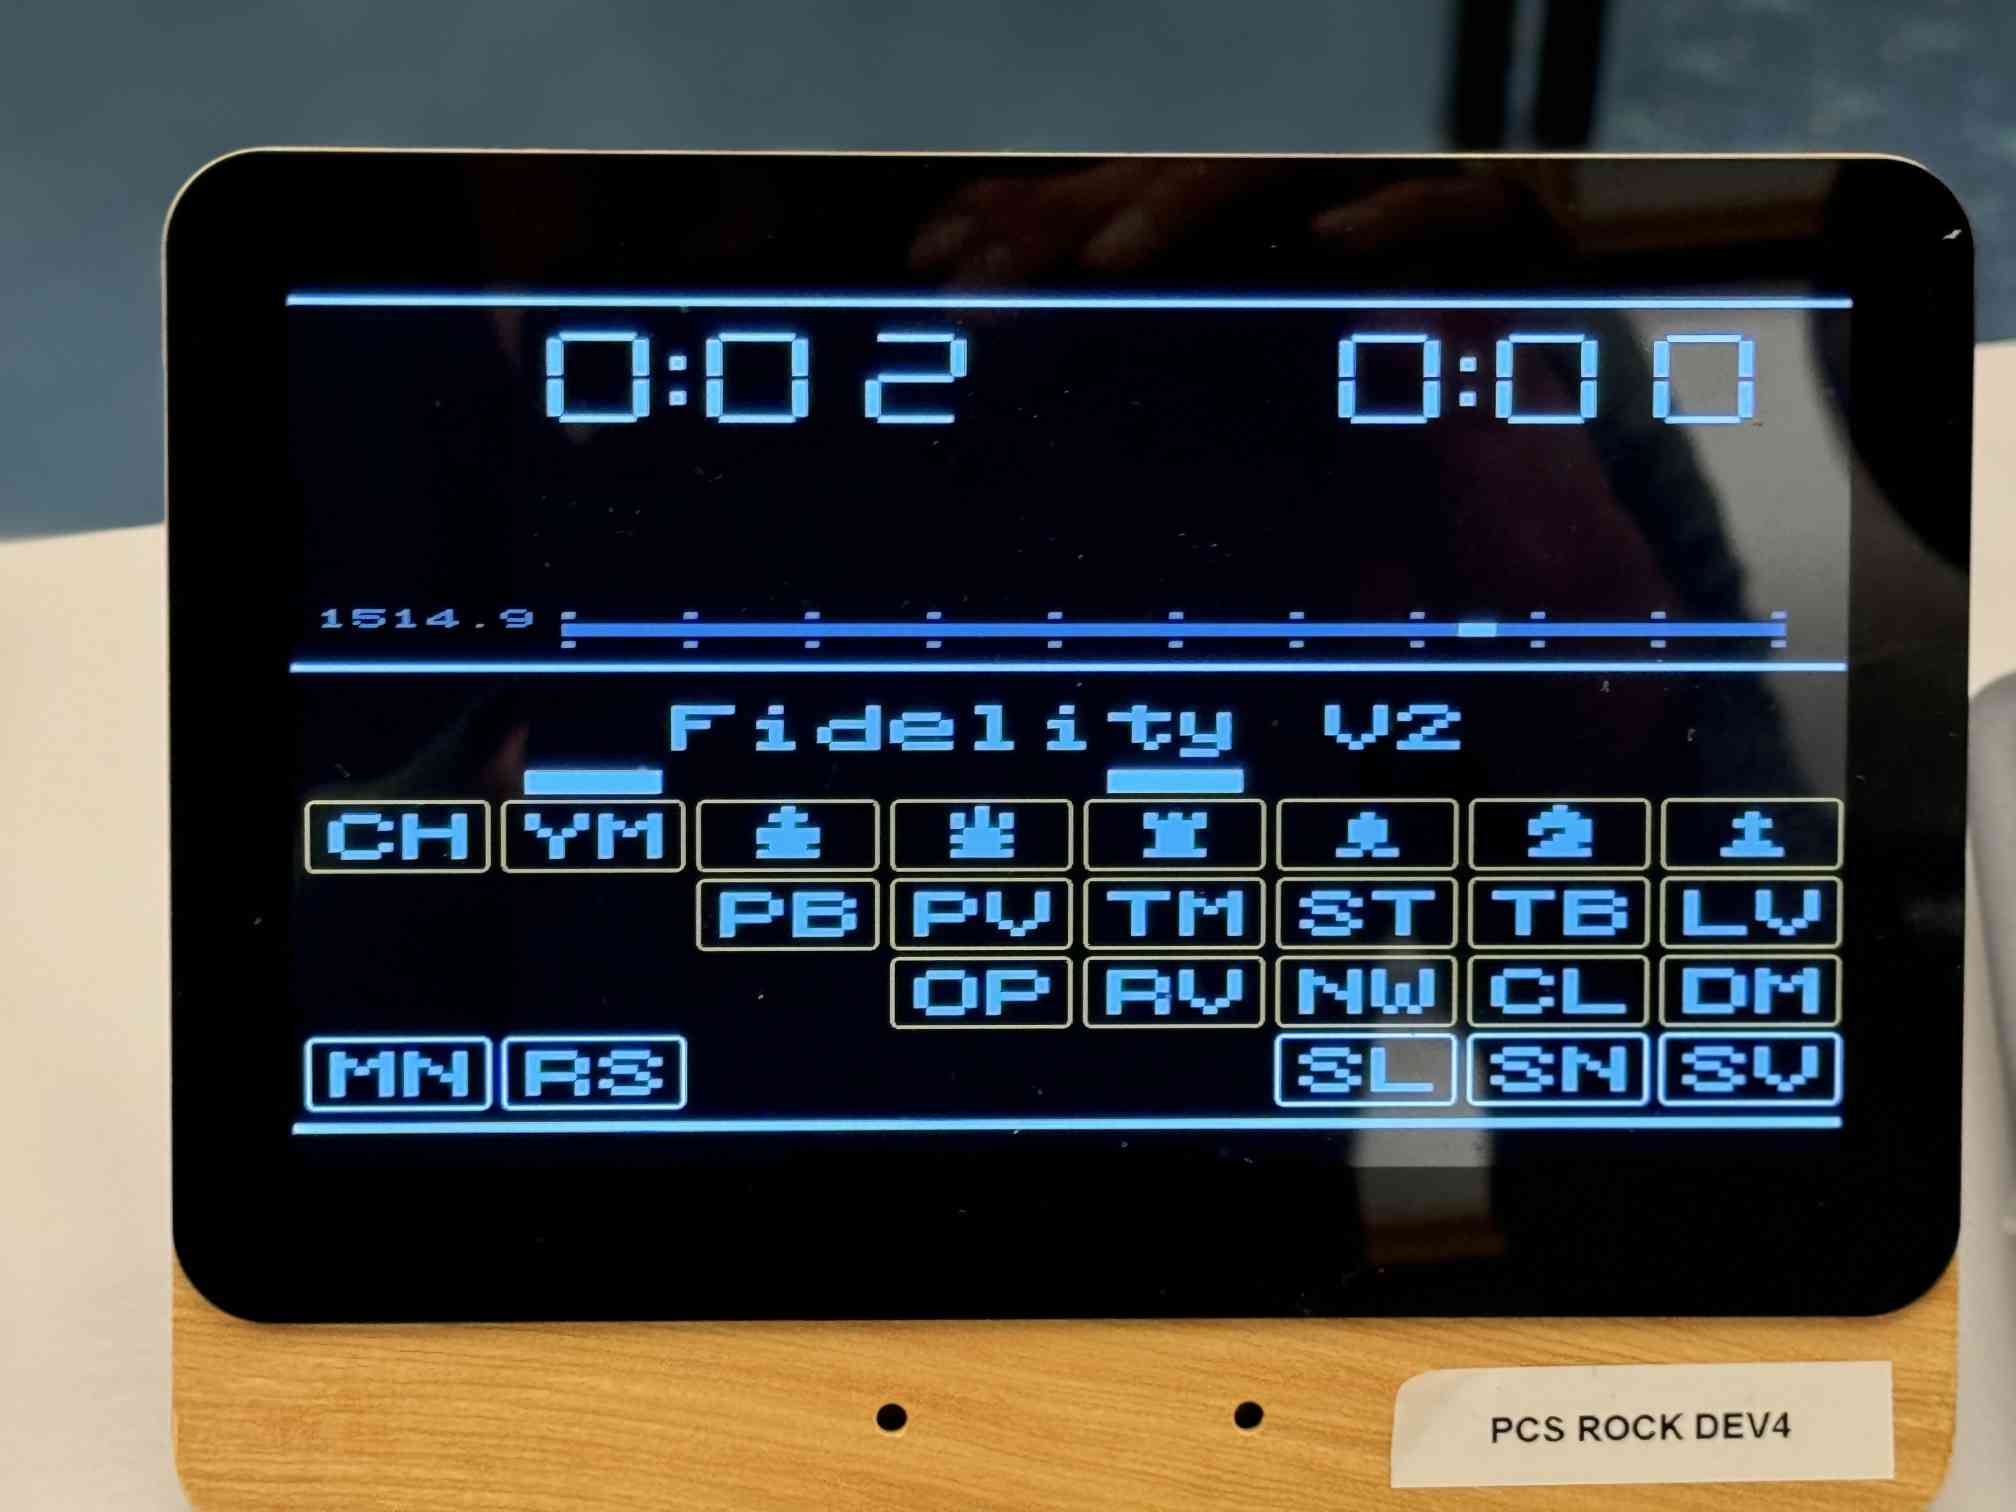 0:02 0:00
1514.9
Fidelity V2
CH YM
PB PV TM ST TB LV
OP RV NW CL DM
MN RS SL SN SV
PCS ROCK DEV4